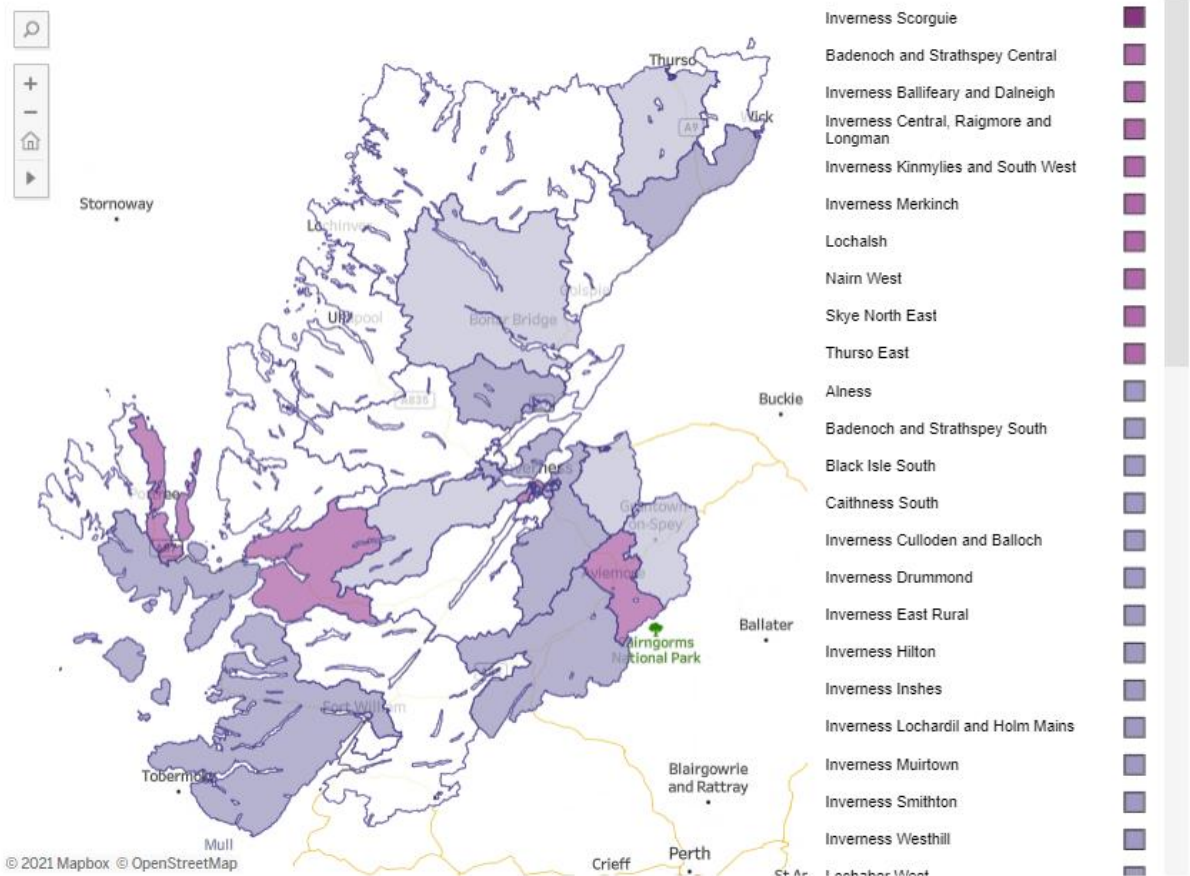 Inverness Scorguie
Badenoch and Strathspey Central
Inverness Ballifeary and Dalneigh
Inverness Central, Raigmore and
Longman
Inverness Kinmylies and South West
Inverness Merkinch
Lochalsh
Nairn West
Skye North East
Thurso East
Alness
Badenoch and Strathspey South
Black Isle South
Caithness South
Inverness Culloden and Balloch
Inverness Drummond
Inverness East Rural
Inverness Hilton
Inverness Inshes
Inverness Lochardil and Holm Mains
Inverness Muirtown
Inverness Smithton
Inverness Westhill
Lochaber West
Thurso
A9
Wick
Stornoway
Lochinver
Ullapool
Bonar Bridge
A835
Buckie
Grantown
-on-Spey
Aviemore
Ballater
Cairngorms
National Park
Fort William
Tobermory
Blairgowrie
and Rattray
Mull
Perth
Crieff
© 2021 Mapbox © OpenStreetMap